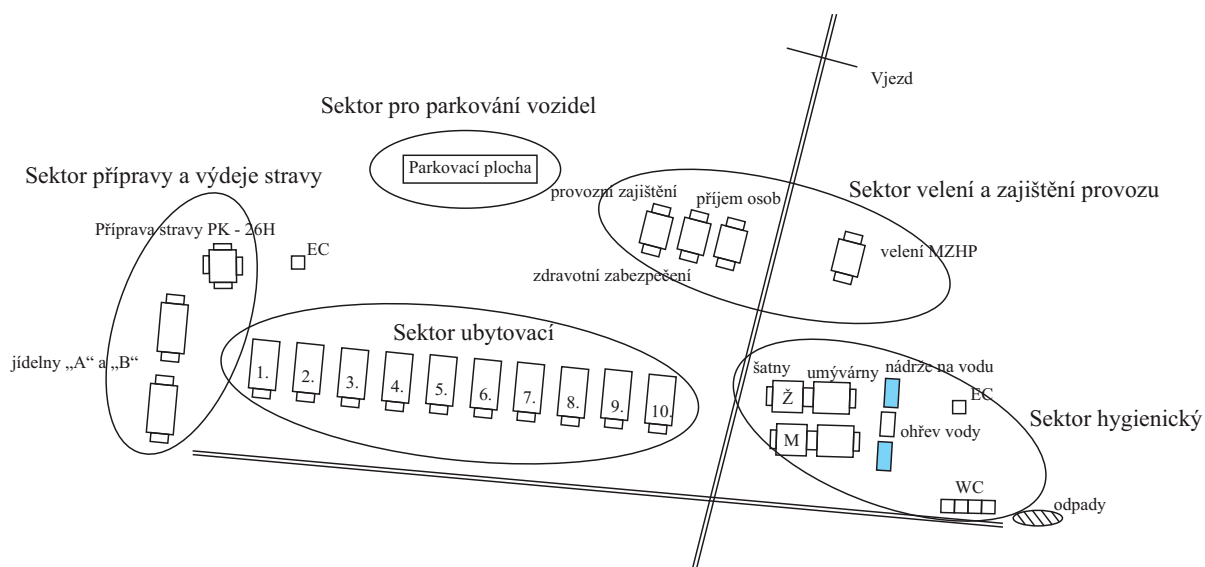 Vjezd
Sektor pro parkování vozidel
Parkovací plocha
Sektor přípravy a výdeje stravy
Příprava stravy PK - 26H
EC
jídelny „A“ a „B“
Sektor velení a zajištění provozu
provozní zajištění
příjem osob
zdravotní zabezpečení
velení MZHP
Sektor ubytovací
1.
2.
3.
4.
5.
6.
7.
8.
9.
10.
šatny
umývárny
nádrže na vodu
Ž
EC
Sektor hygienický
ohřev vody
M
WC
odpady